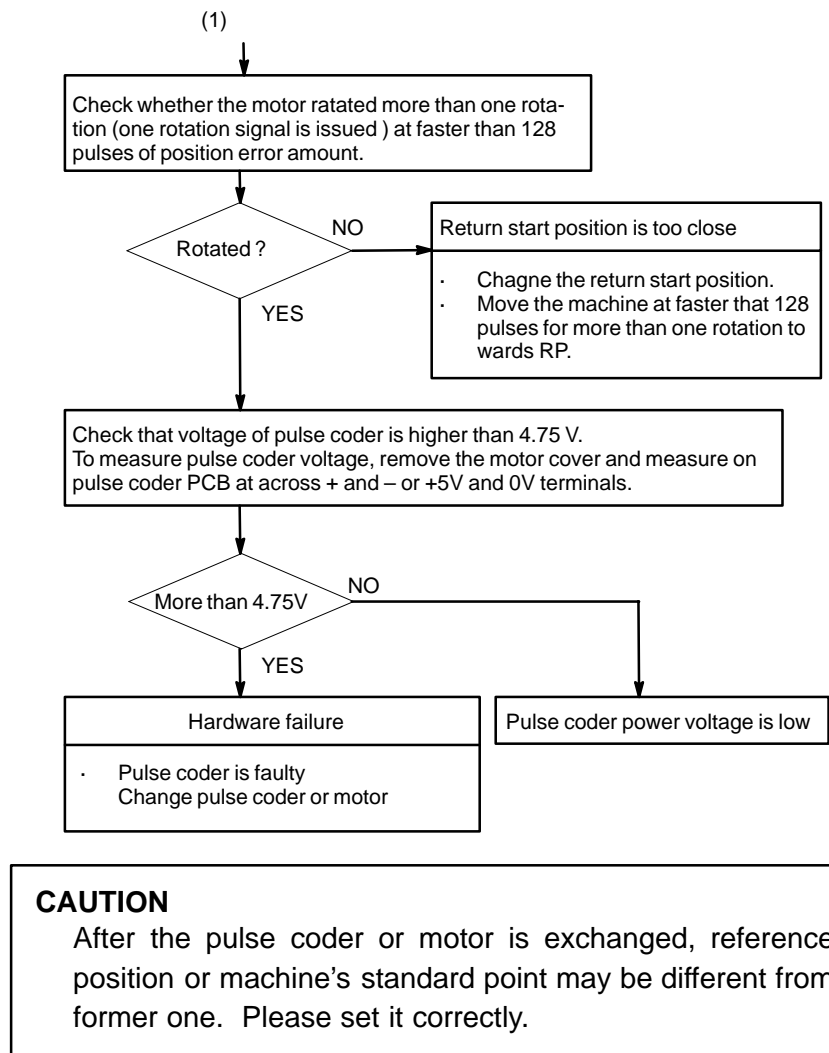 (1)
Check whether the motor ratated more than one rota-
tion (one rotation signal is issued ) at faster than 128
pulses of position error amount.
Rotated ?
NO
YES
Return start position is too close
· Chagne the return start position.
· Move the machine at faster that 128
pulses for more than one rotation to
wards RP.
Check that voltage of pulse coder is higher than 4.75 V.
To measure pulse coder voltage, remove the motor cover and measure on
pulse coder PCB at across + and – or +5V and 0V terminals.
More than 4.75V
NO
YES
Hardware failure
· Pulse coder is faulty
Change pulse coder or motor
Pulse coder power voltage is low
CAUTION
After the pulse coder or motor is exchanged, reference
position or machine's standard point may be different from
former one. Please set it correctly.